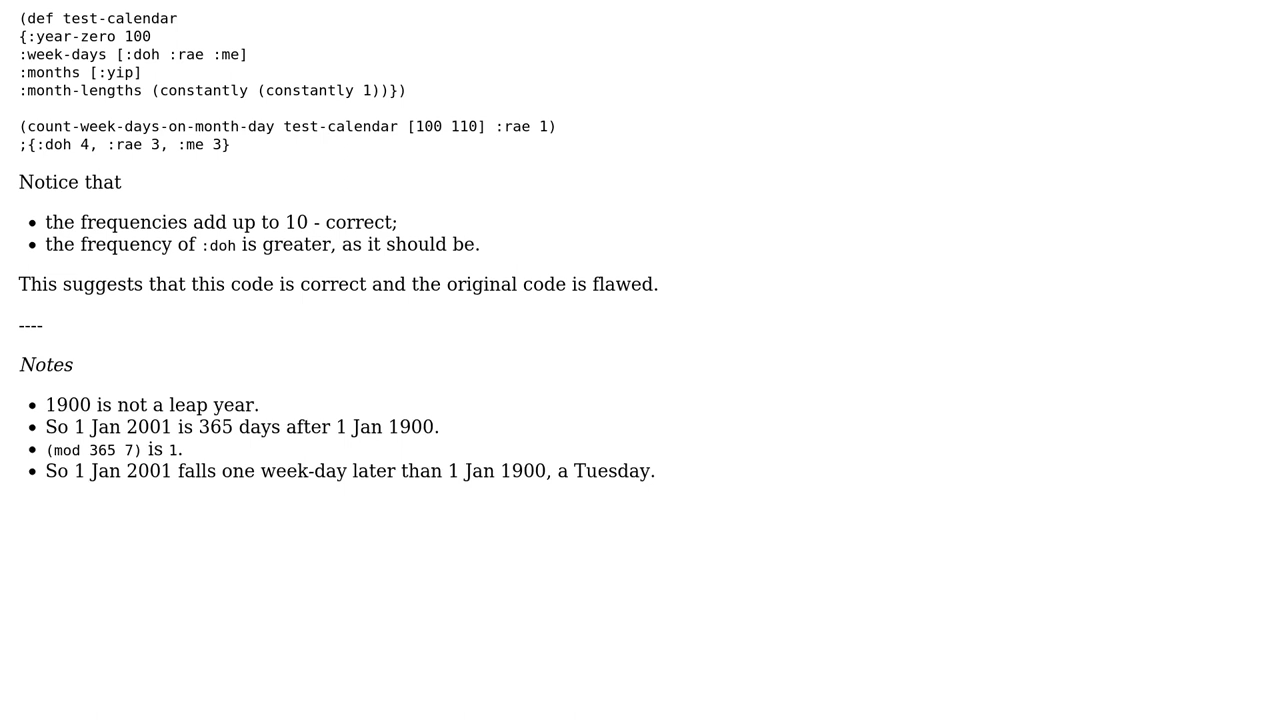 (def test-calendar
{:year-zero 100
:week-days [:doh :rae :me]
:months [:yip]
:month-lengths (constantly (constantly 1))})
(count-week-days-on-month-day test-calendar [100 110] :rae 1)
;{:doh 4, :rae 3, :me 3}
Notice that
• the frequencies add up to 10 - correct;
• the frequency of :doh is greater, as it should be.
This suggests that this code is correct and the original code is flawed.
----
Notes
• 1900 is not a leap year.
• So 1 Jan 2001 is 365 days after 1 Jan 1900.
• (mod 365 7) is 1.
• So 1 Jan 2001 falls one week-day later than 1 Jan 1900, a Tuesday.